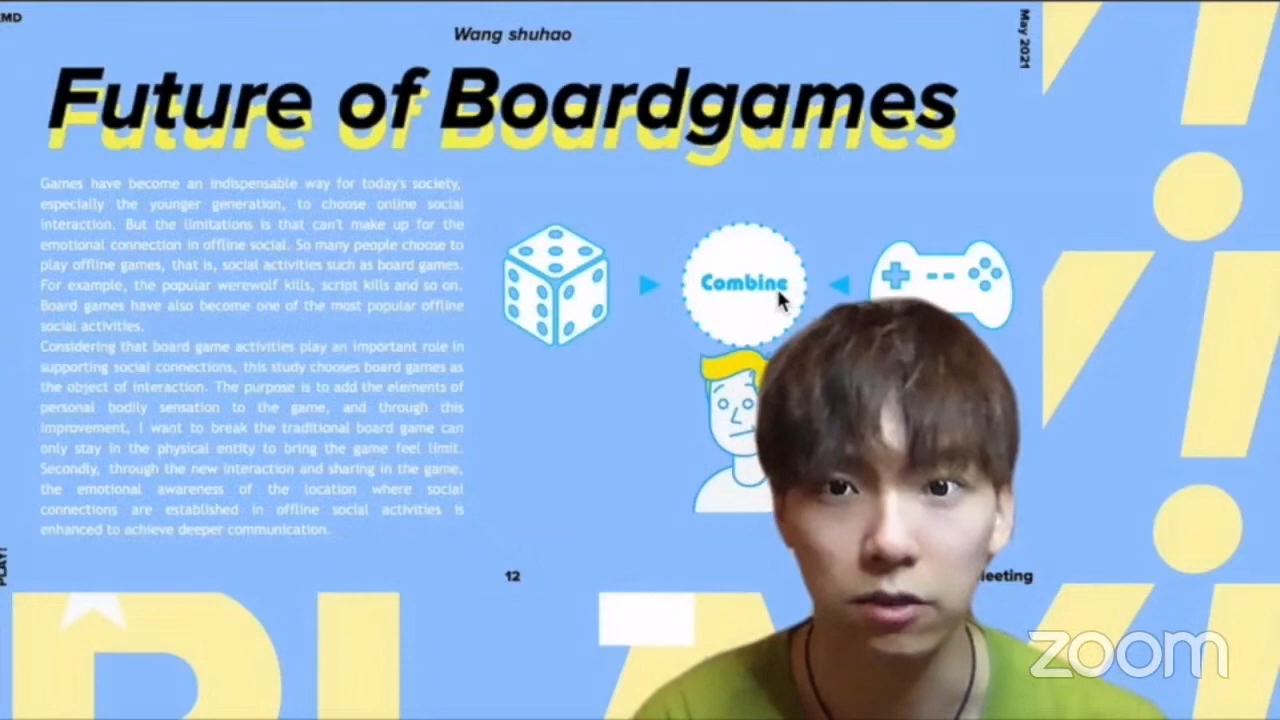 KMD
Wang shuhao
May 2021
Future of Boardgames
Games have become an indispensable way for today's society,
especially the younger generation, to choose online social
interaction. But the limitations is that can't make up for the
emotional connection in offline social. So many people choose to
play offline games, that is, social activities such as board games.
For example, the popular werewolf kills, script kills and so on.
Board games have also become one of the most popular offline
social activities.
Considering that board game activities play an important role in
supporting social connections, this study chooses board games as
the object of interaction. The purpose is to add the elements of
personal bodily sensation to the game, and through this
improvement, I want to break the traditional board game can
only stay in the physical entity to bring the game feel limit.
Secondly, through the new interaction and sharing in the game,
the emotional awareness of the location where social
connections are established in offline social activities is
enhanced to achieve deeper communication.
Combine
PLAY!
12
Meeting
zoom